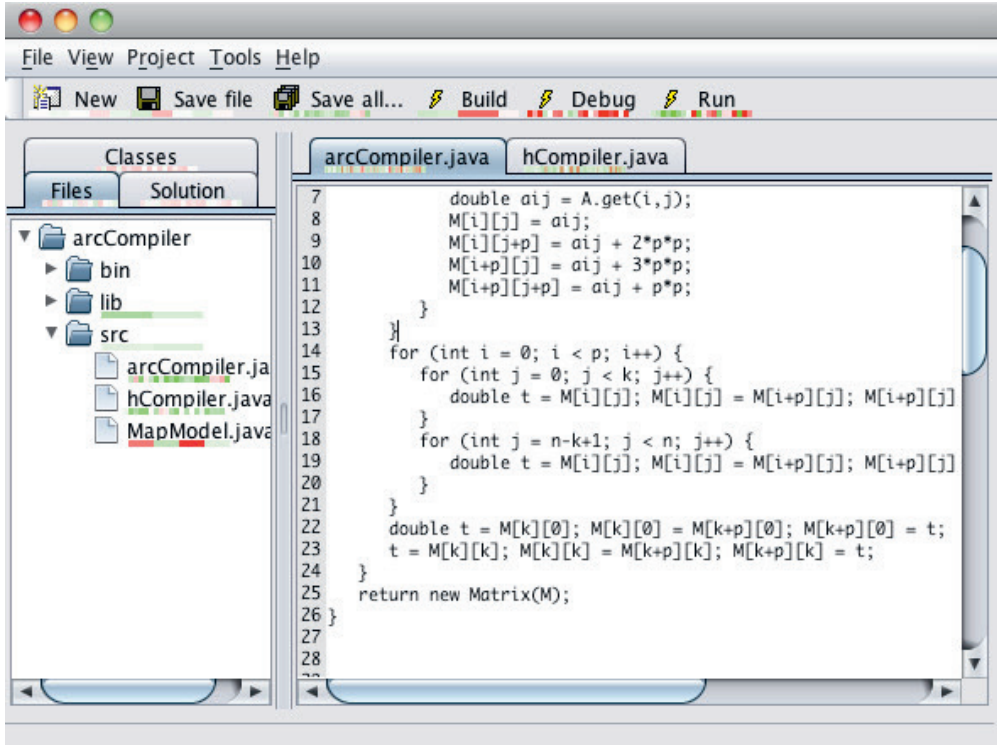 File View Project Tools Help
New Save file Save all... Build Debug Run
Classes
Files Solution
arcCompiler
bin
lib
src
arcCompiler.ja
hCompiler.java
MapModel.java
arcCompiler.java hCompiler.java
7 double aij = A.get(i,j);
8 M[i][j] = aij;
9 M[i][j+p] = aij + 2*p*p;
10 M[i+p][j] = aij + 3*p*p;
11 M[i+p][j+p] = aij + p*p;
12 }
13 }
14 for (int i = 0; i < p; i++) {
15 for (int j = 0; j < k; j++) {
16 double t = M[i][j]; M[i][j] = M[i+p][j]; M[i+p][j]
17 }
18 for (int j = n-k+1; j < n; j++) {
19 double t = M[i][j]; M[i][j] = M[i+p][j]; M[i+p][j]
20 }
21 }
22 double t = M[k][0]; M[k][0] = M[k+p][0]; M[k+p][0] = t;
23 t = M[k][k]; M[k][k] = M[k+p][k]; M[k+p][k] = t;
24 }
25 return new Matrix(M);
26 }
27
28